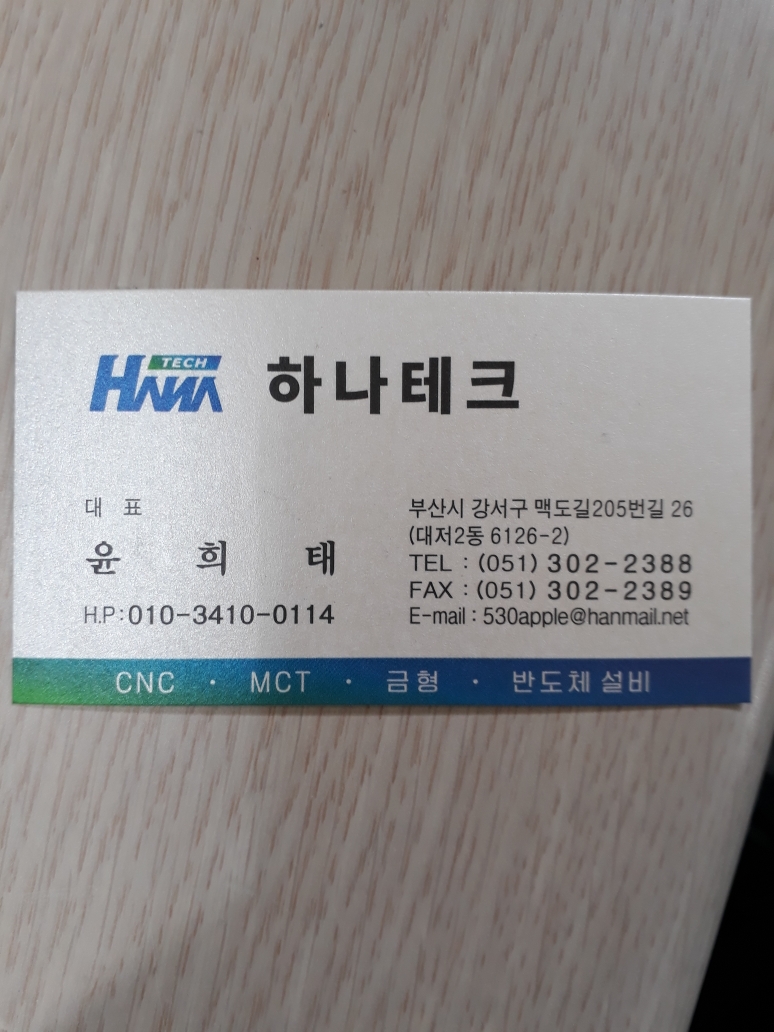 TECH
HANA
하나테크
대 표
윤 희 태
H.P:010-3410-0114
부산시 강서구 맥도길205번길 26
(대저2동 6126-2)
TEL : (051) 302-2388
FAX : (051) 302-2389
E-mail : 530apple@hanmail.net
CNC · MCT · 금형 · 반도체 설비